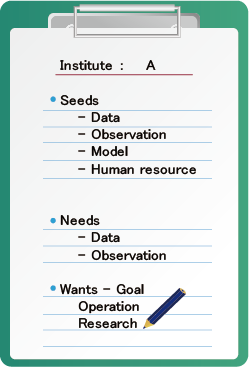 Institute : A
• Seeds
- Data
- Observation
- Model
- Human resource
• Needs
- Data
- Observation
• Wants - Goal
Operation
Research